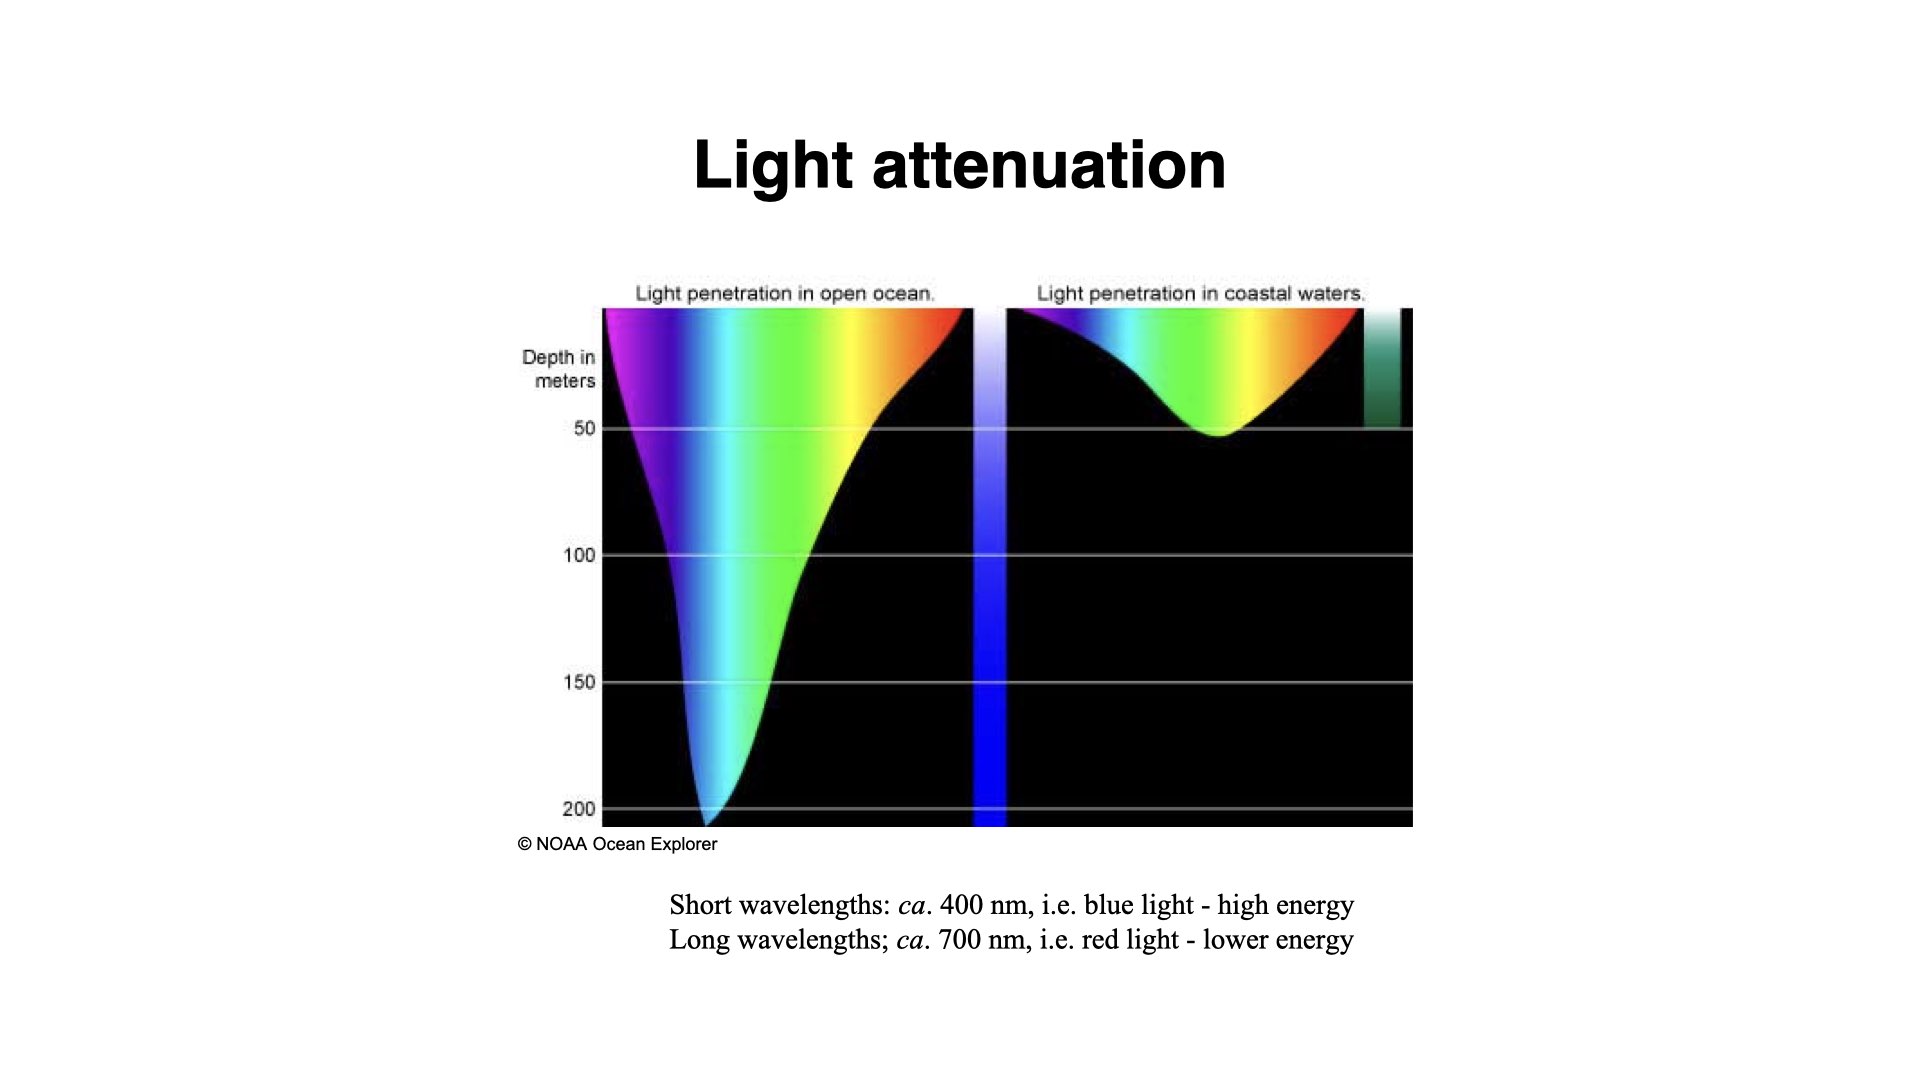 Light attenuation
Light penetration in open ocean.
Light penetration in coastal waters.
Depth in
meters
50
100
150
200
© NOAA Ocean Explorer
Short wavelengths: ca. 400 nm, i.e. blue light - high energy
Long wavelengths; ca. 700 nm, i.e. red light - lower energy